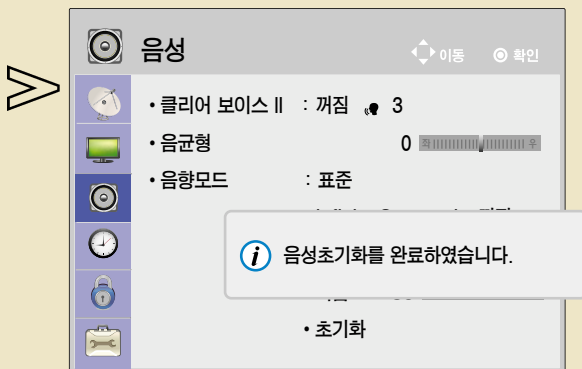 음성
이동 확인
• 클리어 보이스 II : 꺼짐 3
• 음균형 0 좌 우
• 음향모드 : 표준
i 음성초기화를 완료하였습니다.
• 초기화